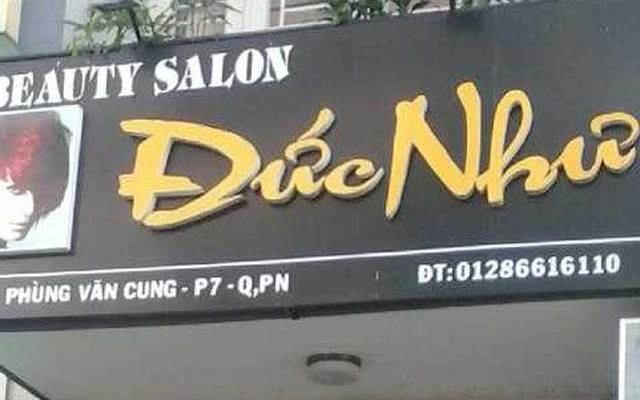 BEAUTY SALON
Đức Như
PHÙNG VĂN CUNG - P7 - Q,PN
ĐT:01286616110